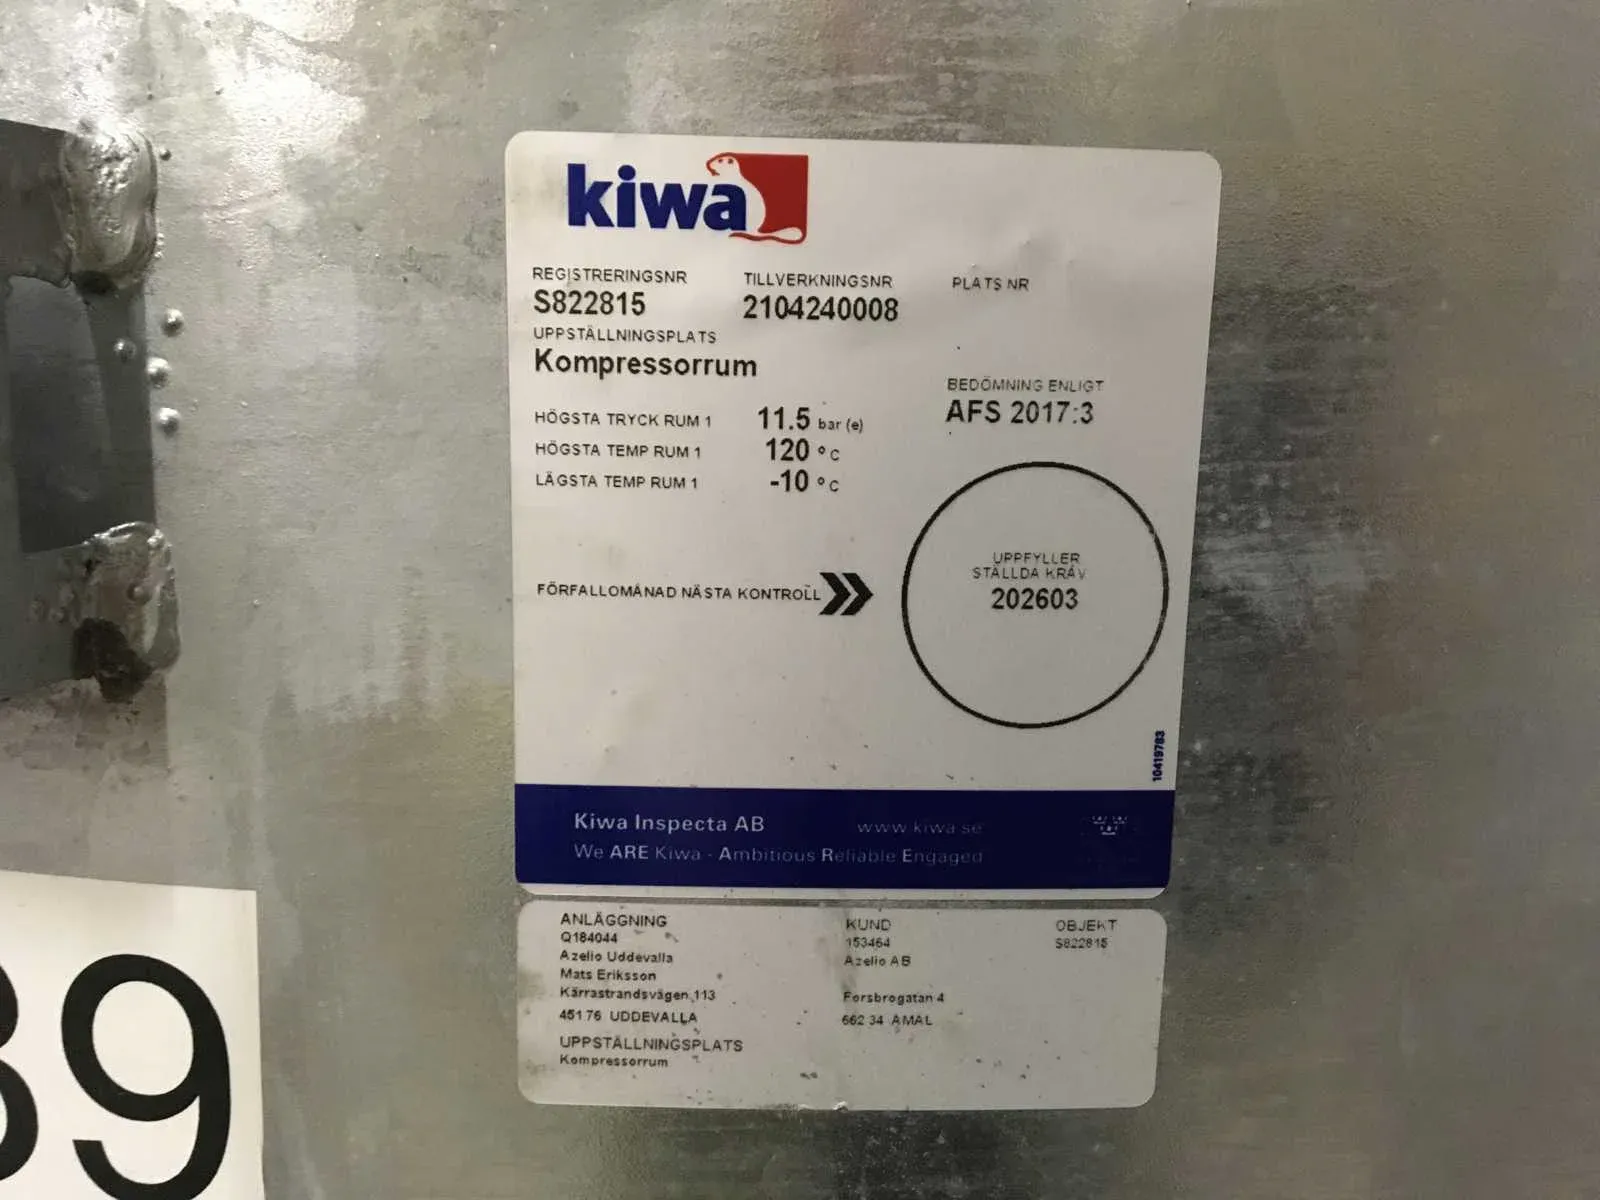 kiwa
REGISTRERINGSNR TILLVERKNINGSNR PLATS NR
S822815 2104240008
UPPSTÄLLNINGSPLATS
Kompressorrum
BEDÖMNING ENLIGT
AFS 2017:3
HÖGSTA TRYCK RUM 1 11.5 bar (e)
HÖGSTA TEMP RUM 1 120 °C
LÄGSTA TEMP RUM 1 -10 °C
UPPFYLLER
STÄLLDA KRAV
202603
FÖRFALLOMÅNAD NÄSTA KONTROLL
10419783
Kiwa Inspecta AB www.kiwa.se
We ARE Kiwa - Ambitious Reliable Engaged
ANLÄGGNING KUND OBJEKT
Q184044 153464 S822815
Azelio Uddevalla Azelio AB
Mats Eriksson
Kärrastrandsvägen 113 Forsbrogatan 4
451 76 UDDEVALLA 662 34 AMAL
UPPSTÄLLNINGSPLATS
Kompressorrum
9